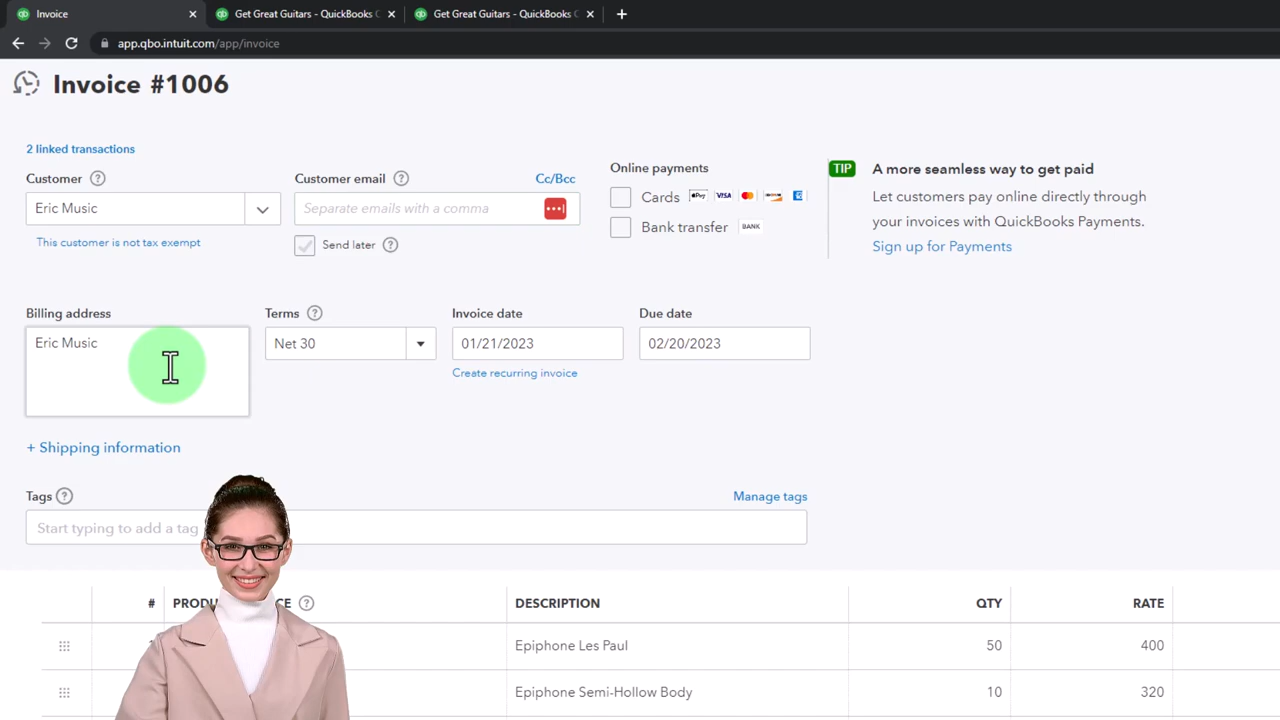 Invoice
Get Great Guitars - QuickBooks
Get Great Guitars - QuickBooks
app.qbo.intuit.com/app/invoice
Invoice #1006
2 linked transactions
Customer
Customer email
Cc/Bcc
Eric Music
Separate emails with a comma
This customer is not tax exempt
Send later
Online payments
Cards
Pay
VISA
Bank transfer
BANK
TIP
A more seamless way to get paid
Let customers pay online directly through
your invoices with QuickBooks Payments.
Sign up for Payments
Billing address
Terms
Invoice date
Due date
Eric Music
Net 30
01/21/2023
02/20/2023
Create recurring invoice
+ Shipping information
Tags
Manage tags
Start typing to add a tag
#
DESCRIPTION
QTY
RATE
Epiphone Les Paul
50
400
Epiphone Semi-Hollow Body
10
320